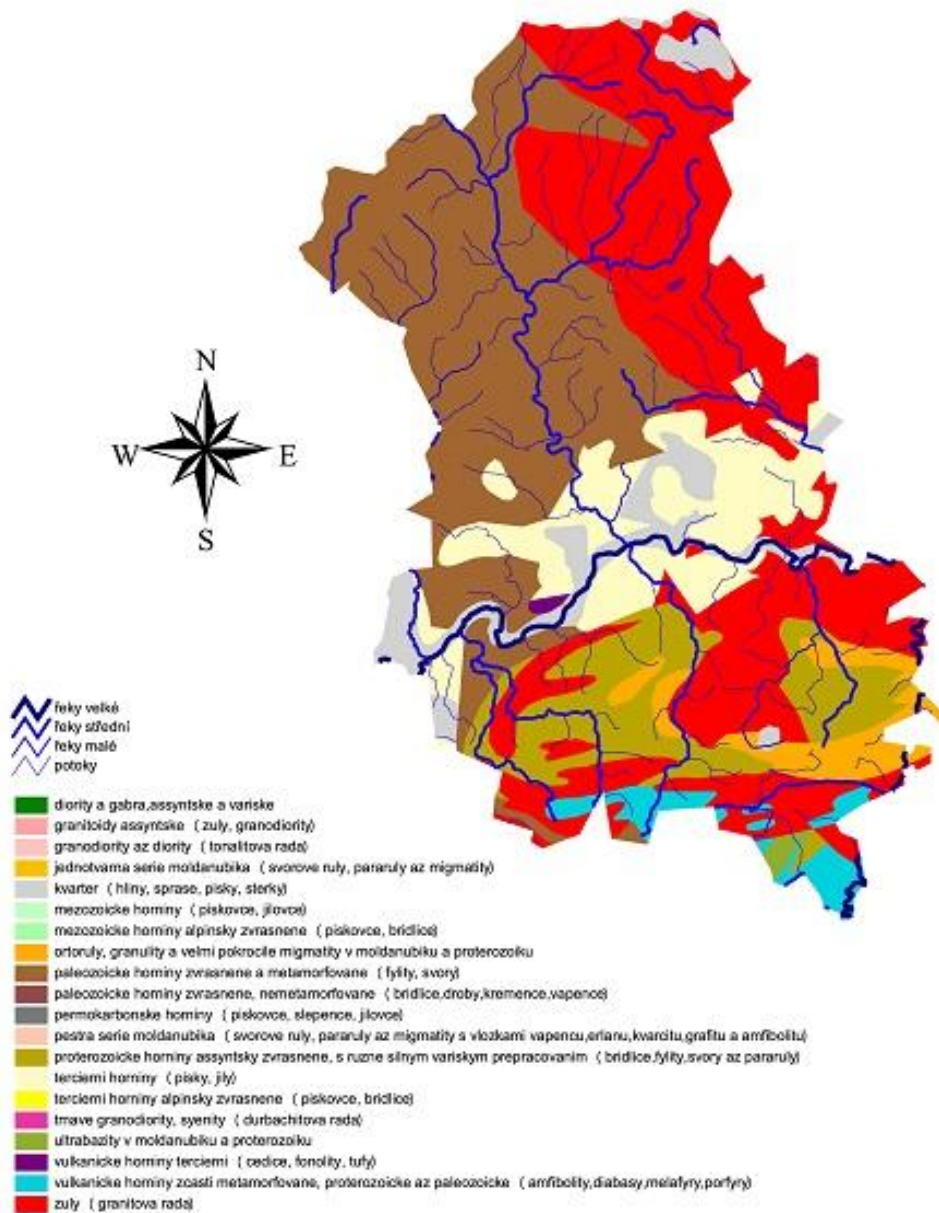 N
W E
S
řeky velké
řeky střední
řeky malé
potoky
diority a gabra,assyntske a variske
granitoidy assyntske ( zuly, granodiority)
granodiority az diority ( tonalitova rada)
jednotvarna serie moldanubika ( svorove ruly, pararuly az migmatity)
kvarter ( hliny, sprase, pisky, sterky)
mezozoicke horniny ( piskovce, jilovce)
mezozoicke horniny alpinsky zvrasnene ( piskovce, bridlice)
ortoruly, granulity a velmi pokrocile migmatity v moldanubiku a proterozoiku
paleozoicke horniny zvrasnene a metamorfovane ( fylity, svory)
paleozoicke horniny zvrasnene, nemetamorfovane ( bridlice,droby,kremence,vapence)
permokarbonske horniny ( piskovce, slepence, jilovce)
pestra serie moldanubika ( svorove ruly, pararuly az migmatity s vlozkami vapencu,erlanu,kvarcitu,grafitu a amfibolitu)
proterozoicke horniny assyntsky zvrasnene, s ruzne silnym variskym prepracovanim ( bridlice,fylity,svory az pararuly)
tercierni horniny ( pisky, jily)
tercierni horniny alpinsky zvrasnene ( piskovce, bridlice)
tmave granodiority, syenity ( durbachitova rada)
ultrabazity v moldanubiku a proterozoiku
vulkanicke horniny tercierni ( cedice, fonolity, tufy)
vulkanicke horniny zcasti metamorfovane, proterozoicke az paleozoicke ( amfibolity,diabasy,melafyry,porfyry)
zuly ( granitova rada)